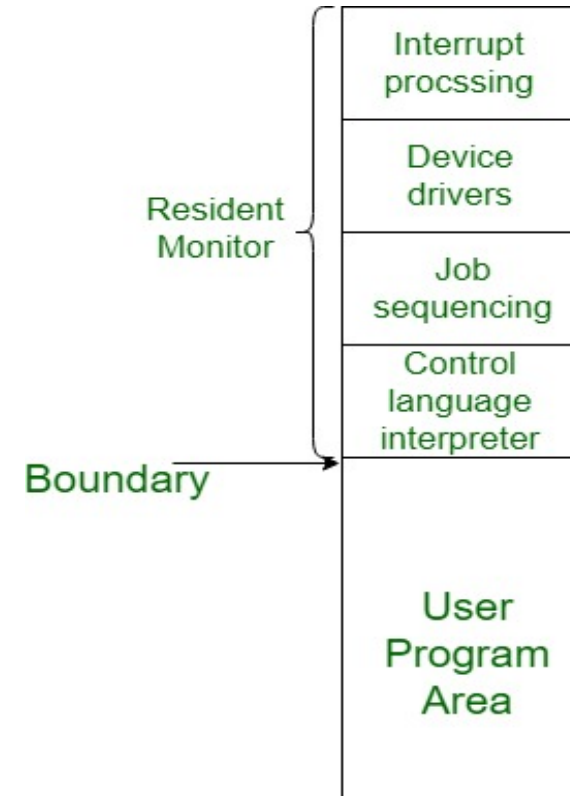 Interrupt
procssing
Device
drivers
Resident
Monitor
Job
sequencing
Control
language
interpreter
Boundary
User
Program
Area